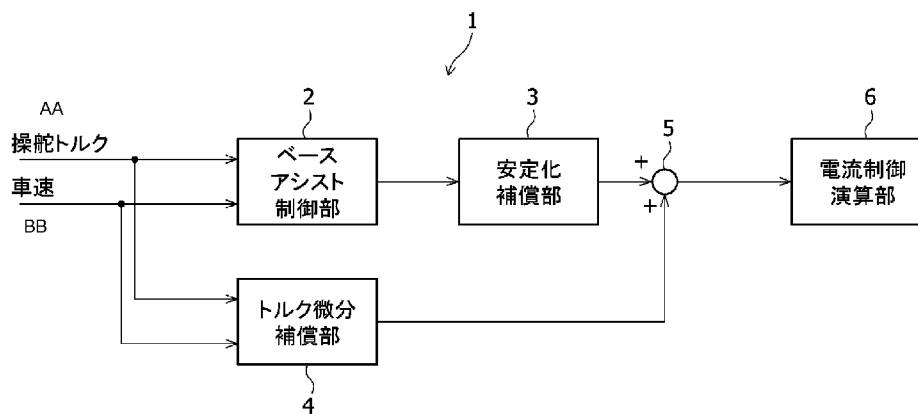 1
AA
操舵トルク
車速
BB
2
ベース
アシスト
制御部
3
安定化
補償部
+
+
5
6
電流制御
演算部
トルク微分
補償部
4